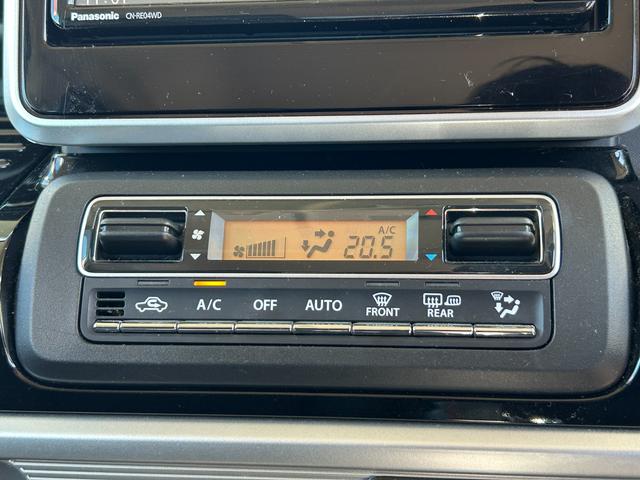 Panasonic CN-RE04WD
A/C
20.5
A/C OFF AUTO FRONT REAR